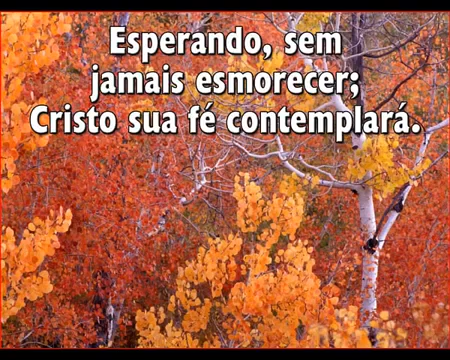 Esperando, sem
jamais esmorecer;
Cristo sua fé contemplará.